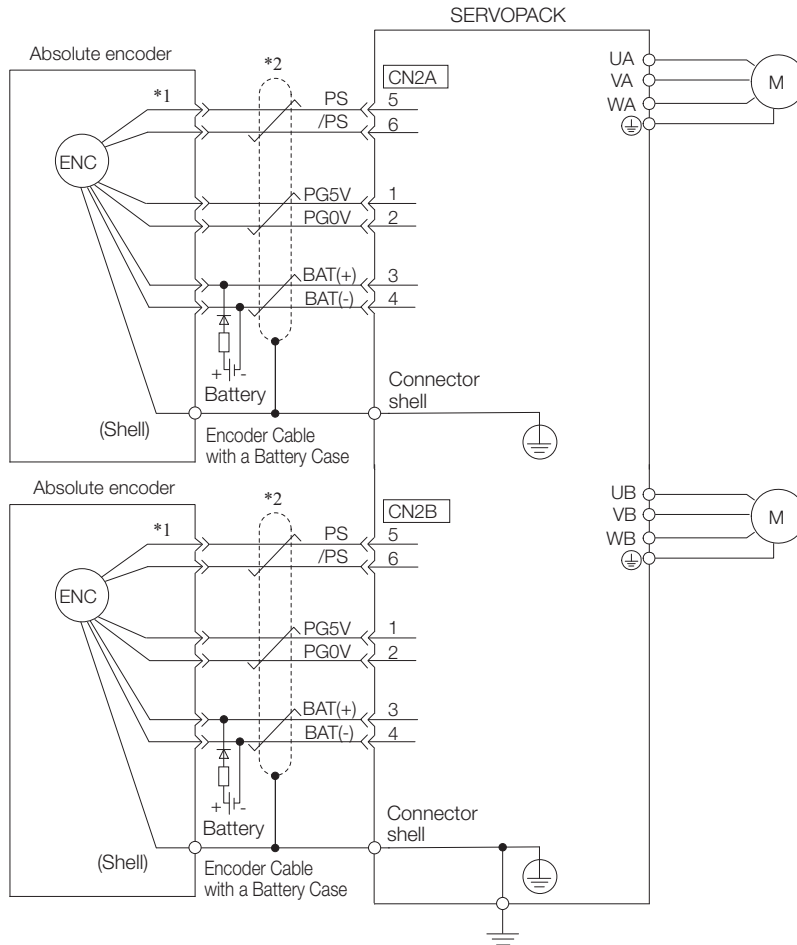 SERVOPACK
Absolute encoder
*1
*2
CN2A
UA
VA
WA
M
PS
5
/PS
6
ENC
PG5V
1
PG0V
2
BAT(+)
3
BAT(-)
4
+
-
Battery
Connector
shell
(Shell)
Encoder Cable
with a Battery Case
Absolute encoder
*1
*2
CN2B
UB
VB
WB
M
PS
5
/PS
6
ENC
PG5V
1
PG0V
2
BAT(+)
3
BAT(-)
4
+
-
Battery
Connector
shell
(Shell)
Encoder Cable
with a Battery Case